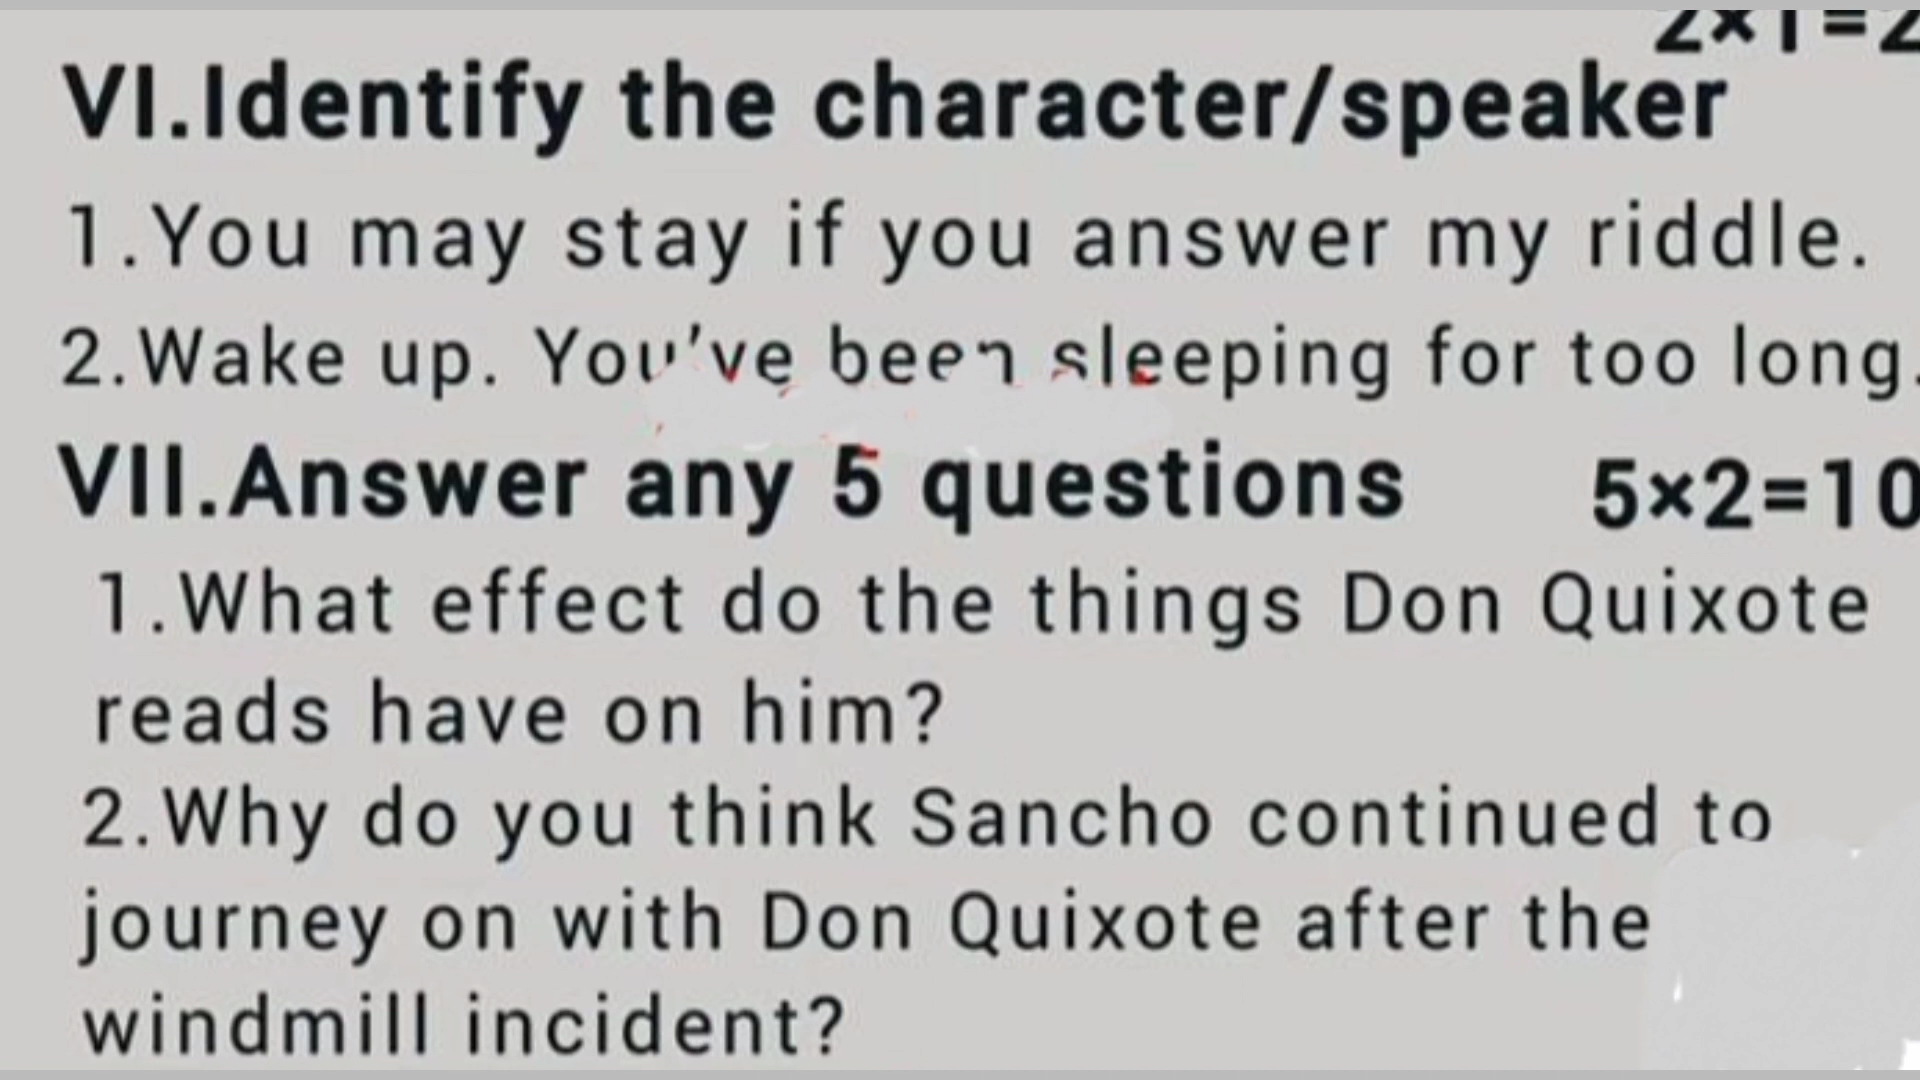 2×1=2
VI.Identify the character/speaker
1.You may stay if you answer my riddle.
2.Wake up. You've been sleeping for too long.
VII.Answer any 5 questions 5×2=10
1.What effect do the things Don Quixote
reads have on him?
2.Why do you think Sancho continued to
journey on with Don Quixote after the
windmill incident?